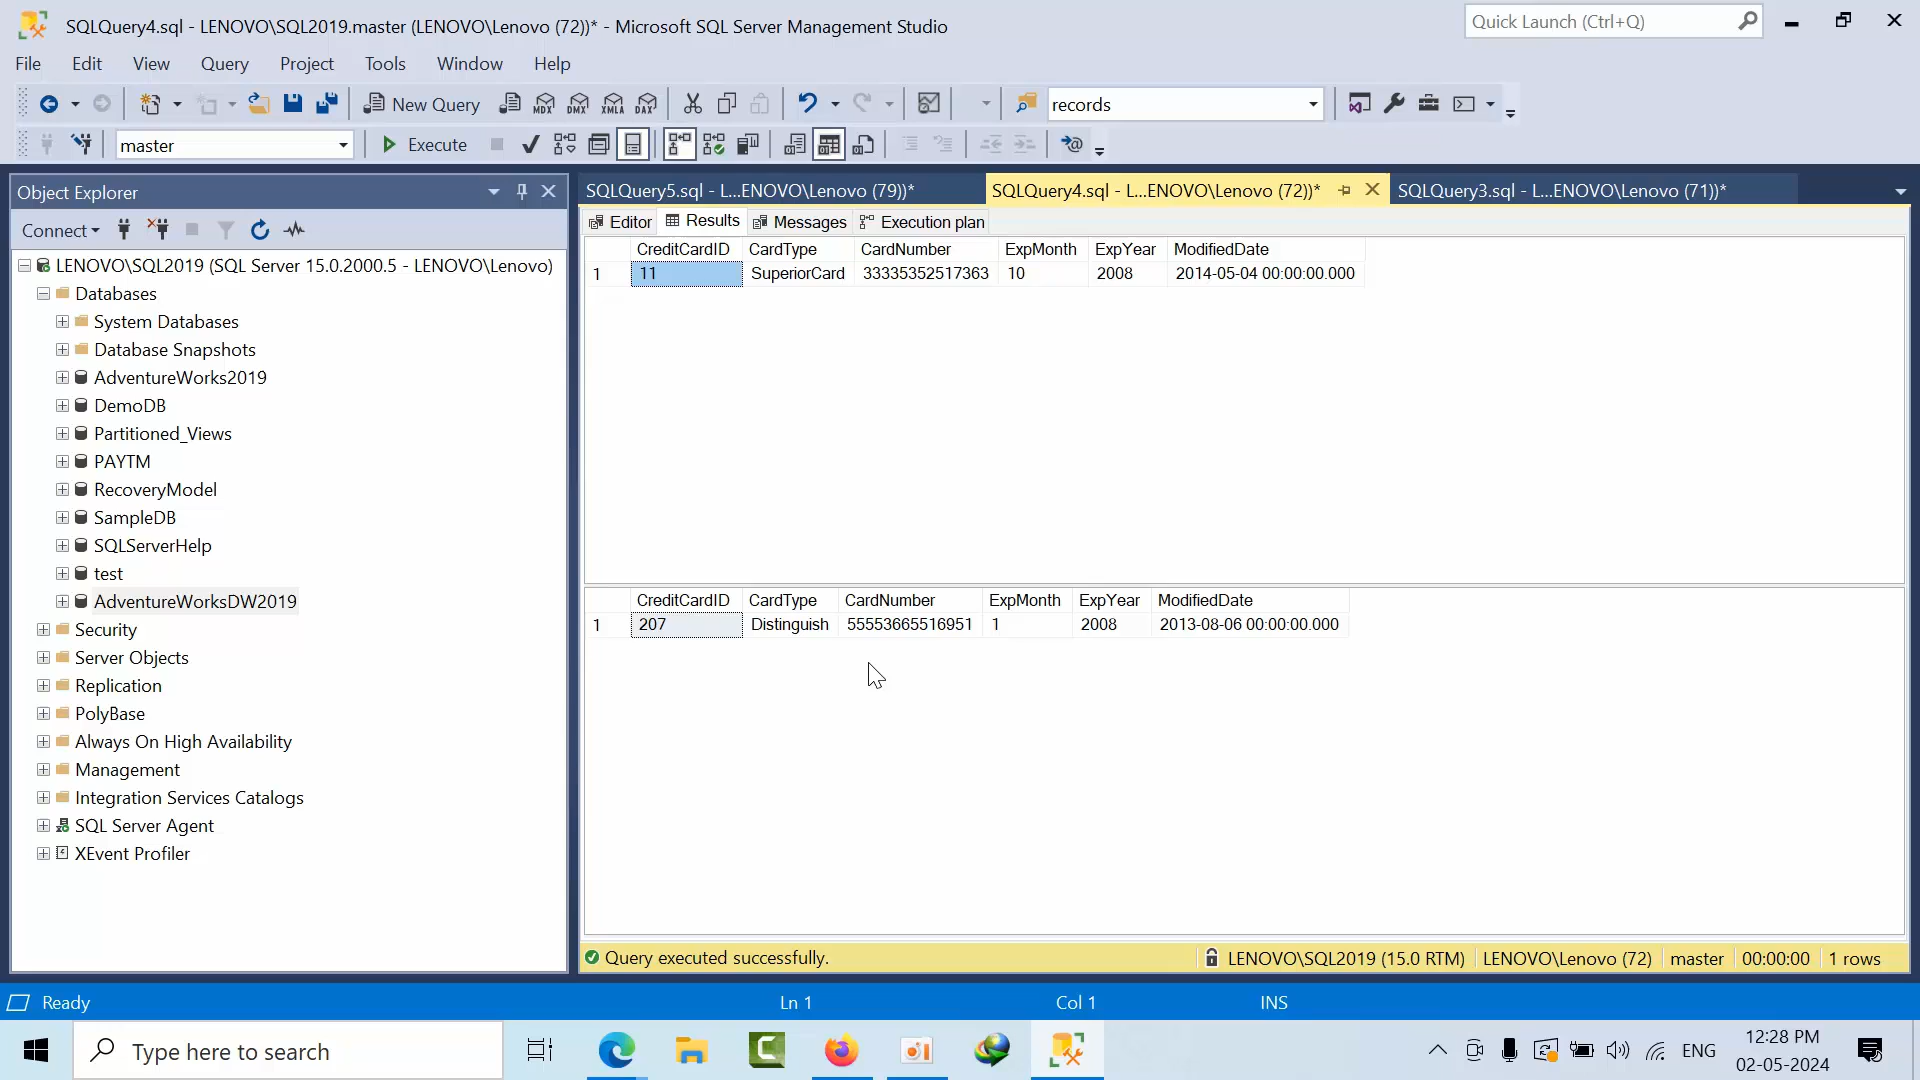 SQLQuery4.sql - LENOVO\SQL2019.master (LENOVO\Lenovo (72))* - Microsoft SQL Server Management Studio
Quick Launch (Ctrl+Q)
File Edit View Query Project Tools Window Help
New Query
MDX DMX XMLA DAX
records
master
Execute
Object Explorer
SQLQuery5.sql - L...ENOVO\Lenovo (79))*
SQLQuery4.sql - L...ENOVO\Lenovo (72))*
SQLQuery3.sql - L...ENOVO\Lenovo (71))*
Connect
Editor Results Messages Execution plan
LENOVO\SQL2019 (SQL Server 15.0.2000.5 - LENOVO\Lenovo)
Databases
System Databases
Database Snapshots
AdventureWorks2019
DemoDB
Partitioned_Views
PAYTM
RecoveryModel
SampleDB
SQLServerHelp
test
AdventureWorksDW2019
Security
Server Objects
Replication
PolyBase
Always On High Availability
Management
Integration Services Catalogs
SQL Server Agent
XEvent Profiler
CreditCardID CardType CardNumber ExpMonth ExpYear ModifiedDate
1 11 SuperiorCard 33335352517363 10 2008 2014-05-04 00:00:00.000
CreditCardID CardType CardNumber ExpMonth ExpYear ModifiedDate
1 207 Distinguish 55553665516951 1 2008 2013-08-06 00:00:00.000
Query executed successfully.
LENOVO\SQL2019 (15.0 RTM) LENOVO\Lenovo (72) master 00:00:00 1 rows
Ready Ln 1 Col 1 INS
Type here to search
ENG
12:28 PM
02-05-2024